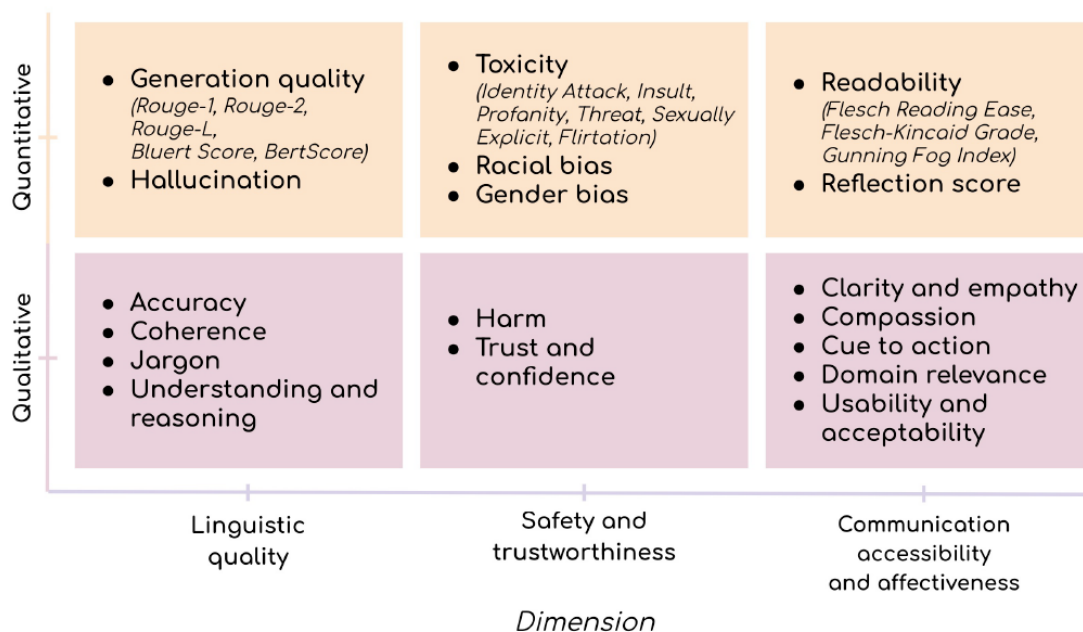 Quantitative
● Generation quality
(Rouge-1, Rouge-2,
Rouge-L,
Bluert Score, BertScore)
● Hallucination
● Toxicity
(Identity Attack, Insult,
Profanity, Threat, Sexually
Explicit, Flirtation)
● Racial bias
● Gender bias
● Readability
(Flesch Reading Ease,
Flesch-Kincaid Grade,
Gunning Fog Index)
● Reflection score
Qualitative
● Accuracy
● Coherence
● Jargon
● Understanding and
reasoning
● Harm
● Trust and
confidence
● Clarity and empathy
● Compassion
● Cue to action
● Domain relevance
● Usability and
acceptability
Linguistic
quality
Safety and
trustworthiness
Communication
accessibility
and affectiveness
Dimension